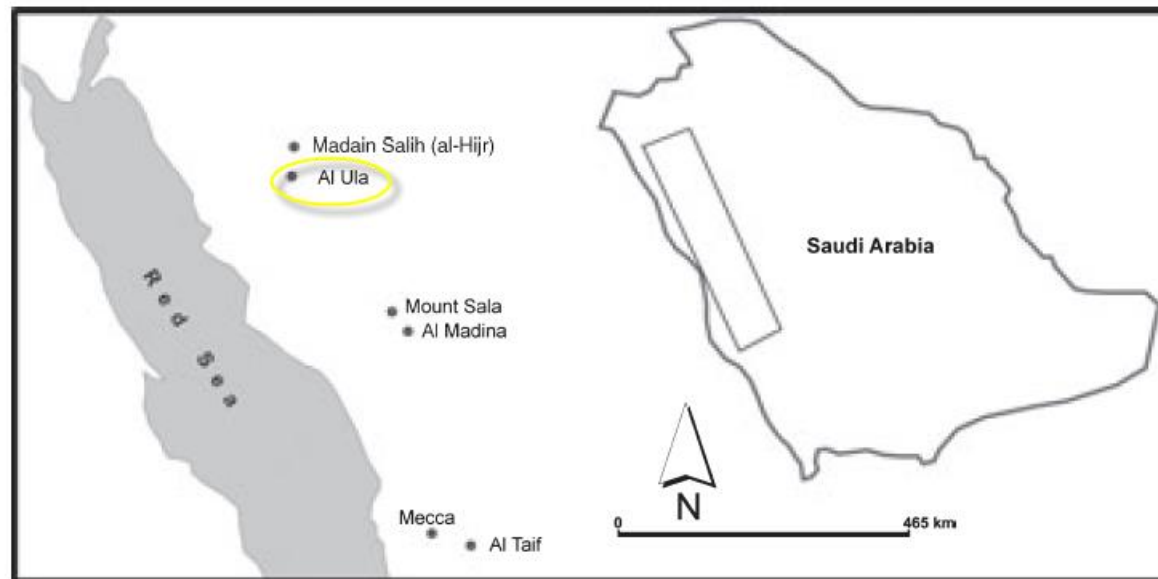 Madain Salih (al-Hijr)
Al Ula
Red Sea
Mount Sala
Al Madina
Mecca
Al Taif
Saudi Arabia
N
0 465 km